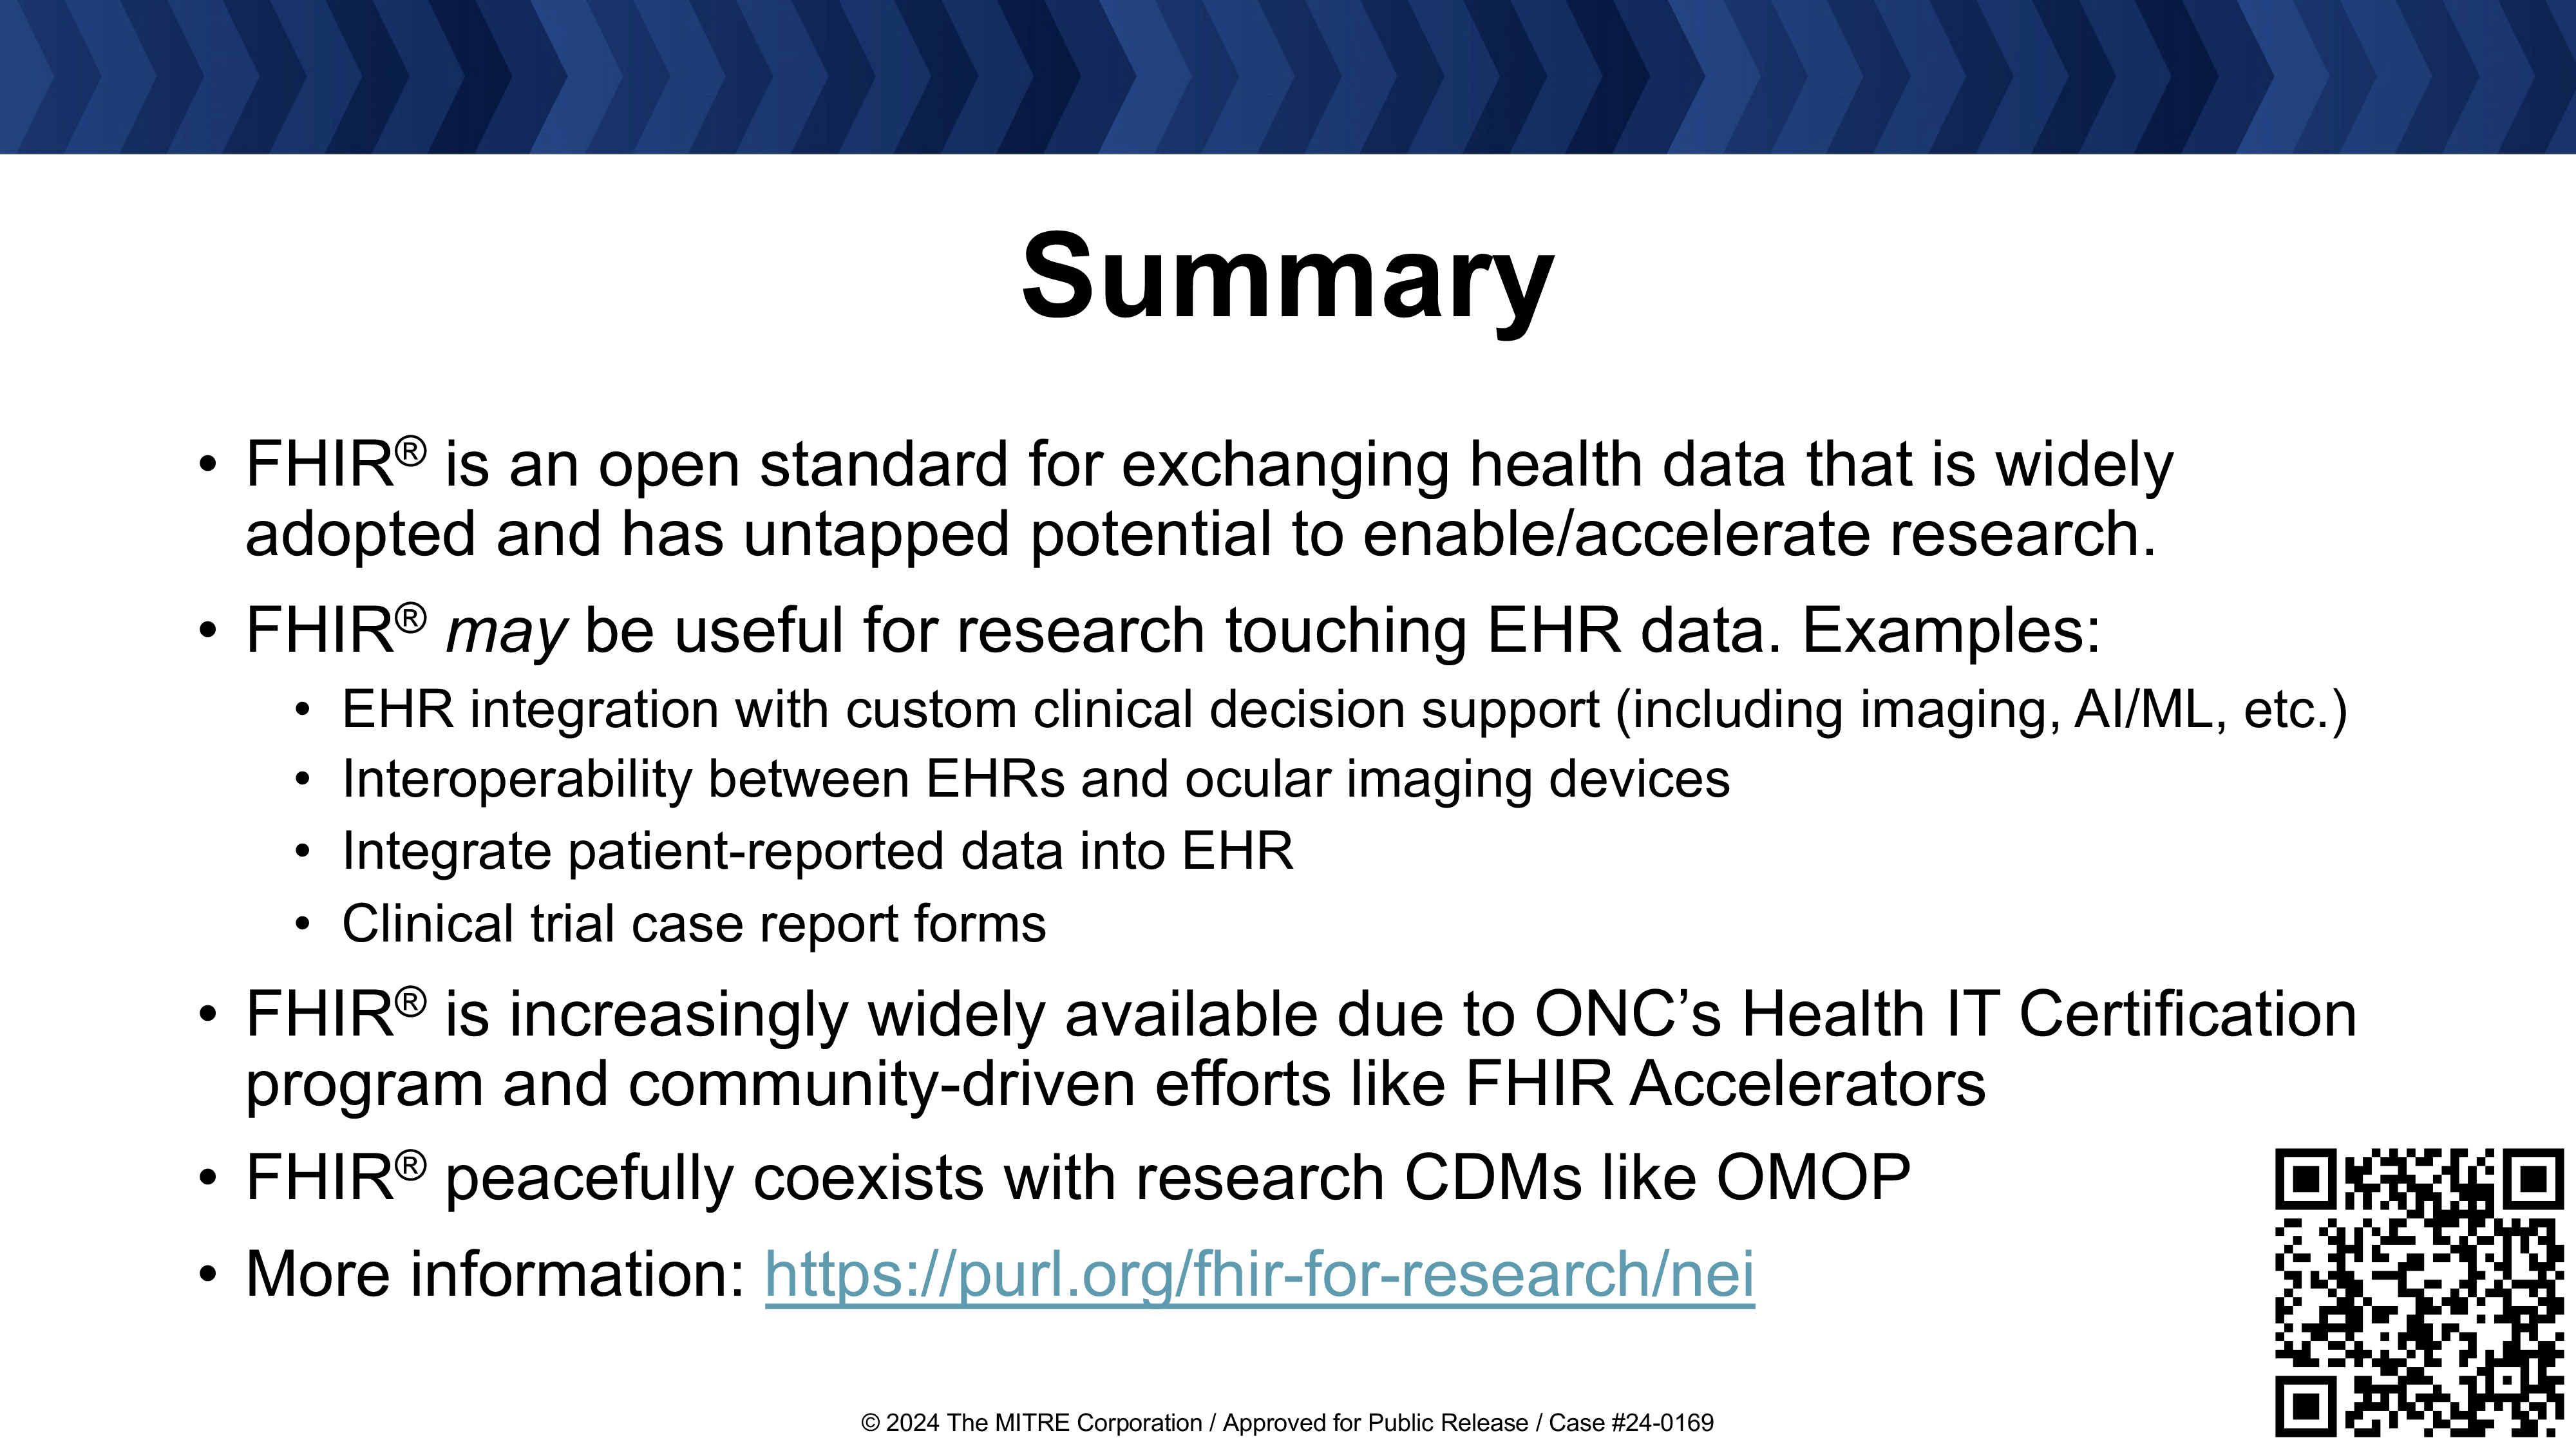 Summary
• FHIR® is an open standard for exchanging health data that is widely
adopted and has untapped potential to enable/accelerate research.
• FHIR® may be useful for research touching EHR data. Examples:
• EHR integration with custom clinical decision support (including imaging, AI/ML, etc.)
• Interoperability between EHRs and ocular imaging devices
• Integrate patient-reported data into EHR
• Clinical trial case report forms
• FHIR® is increasingly widely available due to ONC’s Health IT Certification
program and community-driven efforts like FHIR Accelerators
• FHIR® peacefully coexists with research CDMs like OMOP
• More information: https://purl.org/fhir-for-research/nei
© 2024 The MITRE Corporation / Approved for Public Release / Case #24-0169